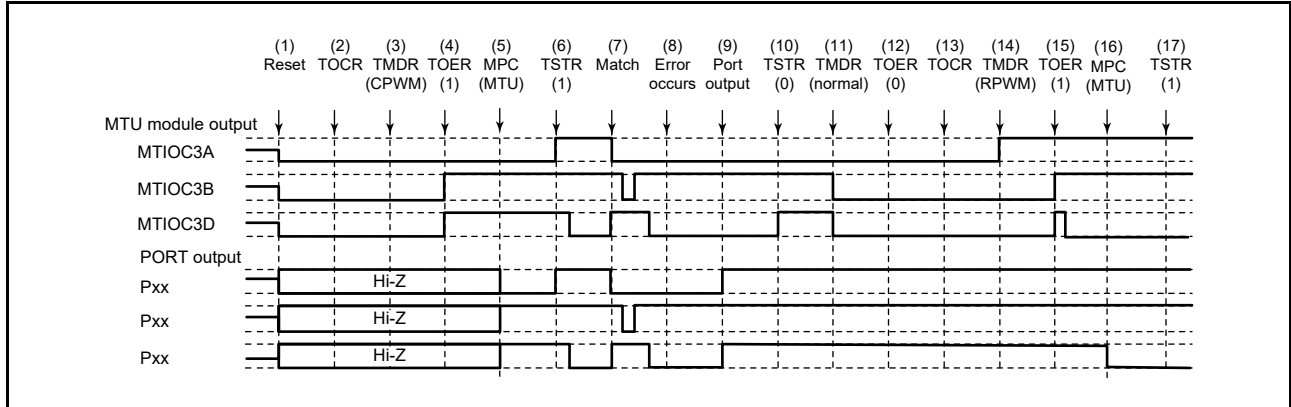 (1) (2) (3) (4) (5) (6) (7) (8) (9) (10) (11) (12) (13) (14) (15) (16) (17)
Reset TOCR TMDR TOER MPC TSTR Match Error Port TSTR TMDR TOER TOCR TMDR TOER MPC TSTR
(CPWM) (1) (MTU) (1) occurs output (0) (normal) (0) (RPWM) (1) (MTU) (1)
MTU module output
MTIOC3A
MTIOC3B
MTIOC3D
PORT output
Pxx Hi-Z
Pxx Hi-Z
Pxx Hi-Z